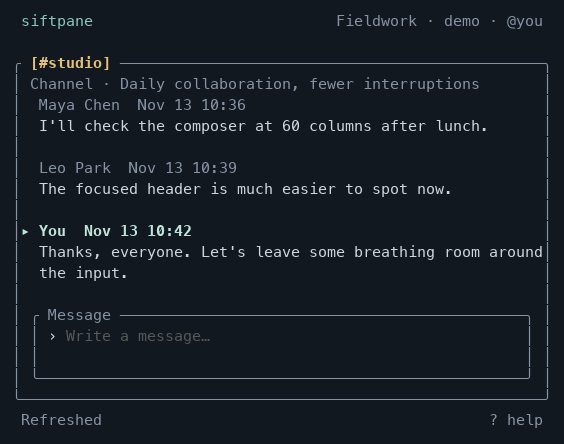 siftpane Fieldwork · demo · @you
[#studio]
Channel · Daily collaboration, fewer interruptions
Maya Chen Nov 13 10:36
I'll check the composer at 60 columns after lunch.
Leo Park Nov 13 10:39
The focused header is much easier to spot now.
▸ You Nov 13 10:42
Thanks, everyone. Let's leave some breathing room around
the input.
Message
› Write a message…
Refreshed ? help